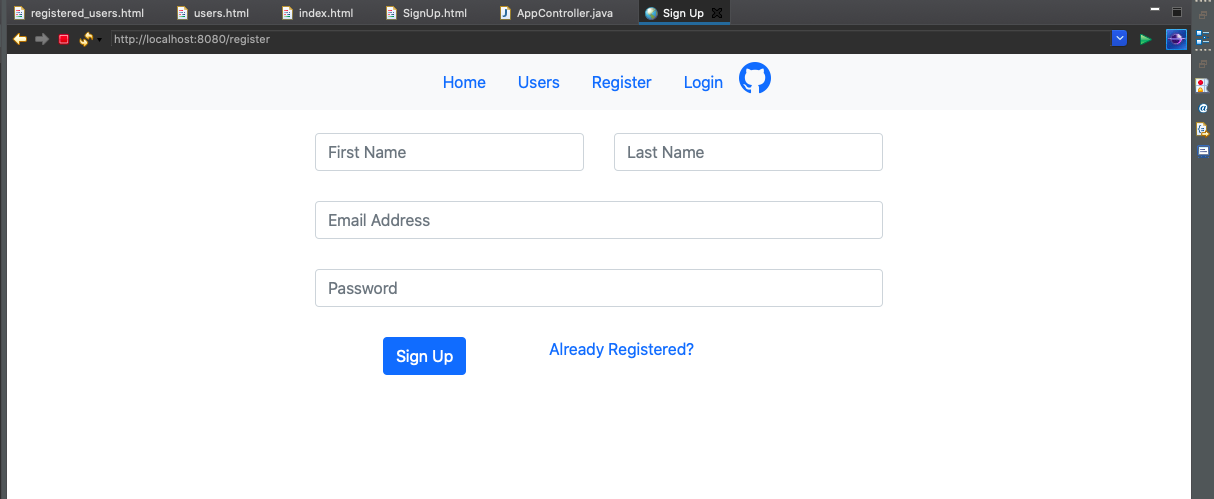 registered_users.html users.html index.html SignUp.html AppController.java Sign Up
http://localhost:8080/register
Home Users Register Login
First Name Last Name
Email Address
Password
Sign Up Already Registered?